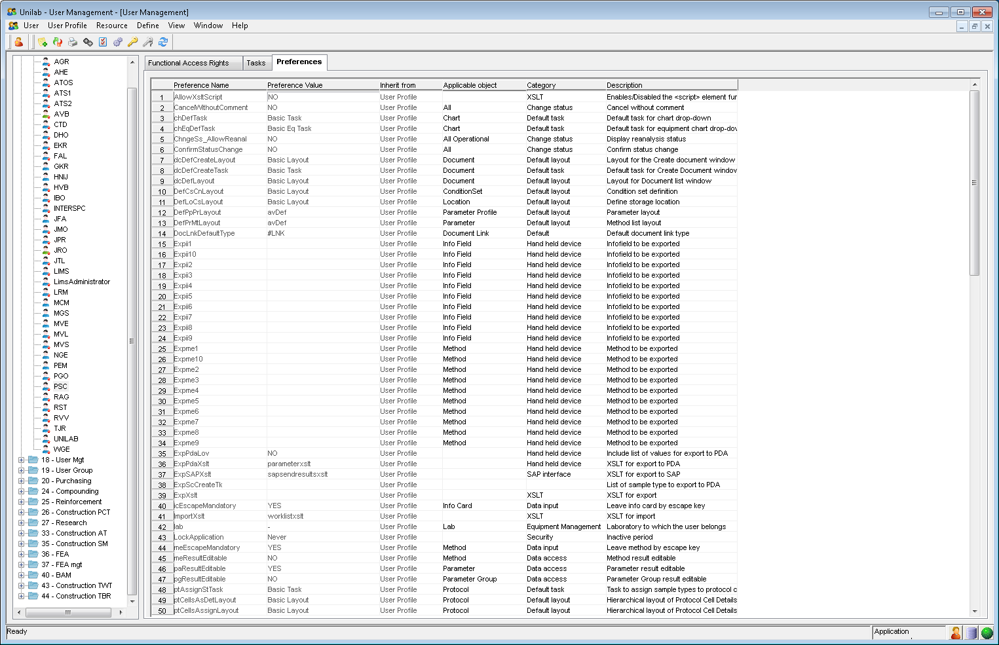 Unilab - User Management - [User Management]
User User Profile Resource Define View Window Help
AGR
AHE
ATOS
ATS1
ATS2
AVB
CTD
DHO
EKR
FAL
GKR
HNIJ
HVB
IBO
INTERSPC
JFA
JMO
JPR
JRO
JTL
LIMS
LimsAdministrator
LRM
MCM
MGS
MVE
MVL
MVS
NGE
PEM
PGO
PSC
RAG
RST
RVV
TJR
UNILAB
WGE
18 - User Mgt
19 - User Group
20 - Purchasing
24 - Compounding
25 - Reinforcement
26 - Construction PCT
27 - Research
33 - Construction AT
35 - Construction SM
36 - FEA
37 - FEA mgt
40 - BAM
43 - Construction TWT
44 - Construction TBR
Functional Access Rights Tasks Preferences
Preference Name Preference Value Inherit from Applicable object Category Description
1 AllowXsltScript NO User Profile XSLT Enables/Disabled the <script> element fur
2 CancelWithoutComment NO User Profile All Change status Cancel without comment
3 chDefTask Basic Task User Profile Chart Default task Default task for chart drop-down
4 chEqDefTask Basic Eq Task User Profile Chart Default task Default task for equipment chart drop-dov
5 ChngeSs_AllowReanal NO User Profile All Operational Change status Display reanalysis status
6 ConfirmStatusChange NO User Profile All Change status Confirm status change
7 dcDefCreateLayout Basic Layout User Profile Document Default layout Layout for the Create document window
8 dcDefCreateTask Basic Task User Profile Document Default task Default task for Create Document window
9 dcDefLayout Basic Layout User Profile Document Default layout Layout for Document list window
10 DefCsCnLayout Basic Layout User Profile ConditionSet Default layout Condition set definition
11 DefLoCsLayout Basic Layout User Profile Location Default layout Define storage location
12 DefPpPrLayout avDef User Profile Parameter Profile Default layout Parameter layout
13 DefPrMtLayout avDef User Profile Parameter Default layout Method list layout
14 DocLnkDefaultType #LNK User Profile Document Link Default Default document link type
15 Expii1 User Profile Info Field Hand held device Infofield to be exported
16 Expii10 User Profile Info Field Hand held device Infofield to be exported
17 Expii2 User Profile Info Field Hand held device Infofield to be exported
18 Expii3 User Profile Info Field Hand held device Infofield to be exported
19 Expii4 User Profile Info Field Hand held device Infofield to be exported
20 Expii5 User Profile Info Field Hand held device Infofield to be exported
21 Expii6 User Profile Info Field Hand held device Infofield to be exported
22 Expii7 User Profile Info Field Hand held device Infofield to be exported
23 Expii8 User Profile Info Field Hand held device Infofield to be exported
24 Expii9 User Profile Info Field Hand held device Infofield to be exported
25 Expme1 User Profile Method Hand held device Method to be exported
26 Expme10 User Profile Method Hand held device Method to be exported
27 Expme2 User Profile Method Hand held device Method to be exported
28 Expme3 User Profile Method Hand held device Method to be exported
29 Expme4 User Profile Method Hand held device Method to be exported
30 Expme5 User Profile Method Hand held device Method to be exported
31 Expme6 User Profile Method Hand held device Method to be exported
32 Expme7 User Profile Method Hand held device Method to be exported
33 Expme8 User Profile Method Hand held device Method to be exported
34 Expme9 User Profile Method Hand held device Method to be exported
35 ExpPdaLov NO User Profile Hand held device Include list of values for export to PDA
36 ExpPdaXslt parameterxslt User Profile Hand held device XSLT for export to PDA
37 ExpSAPXslt sapsendresultsxslt User Profile SAP interface XSLT for export to SAP
38 ExpScCreateTk User Profile List of sample type to export to PDA
39 ExpXslt User Profile XSLT XSLT for export
40 icEscapeMandatory YES User Profile Info Card Data input Leave info card by escape key
41 ImportXslt worklistxslt User Profile XSLT XSLT for import
42 lab - User Profile Lab Equipment Management Laboratory to which the user belongs
43 LockApplication Never User Profile Security Inactive period
44 meEscapeMandatory YES User Profile Method Data input Leave method by escape key
45 meResultEditable NO User Profile Method Data access Method result editable
46 paResultEditable YES User Profile Parameter Data access Parameter result editable
47 pgResultEditable NO User Profile Parameter Group Data access Parameter Group result editable
48 ptAssignStTask Basic Task User Profile Protocol Default task Task to assign sample types to protocol c
49 ptCellsAsDetLayout Basic Layout User Profile Protocol Default layout Hierarchical layout of Protocol Cell Details
50 ptCellsAssignLayout Basic Layout User Profile Protocol Default layout Hierarchical layout of Protocol Cell Details
Ready Application